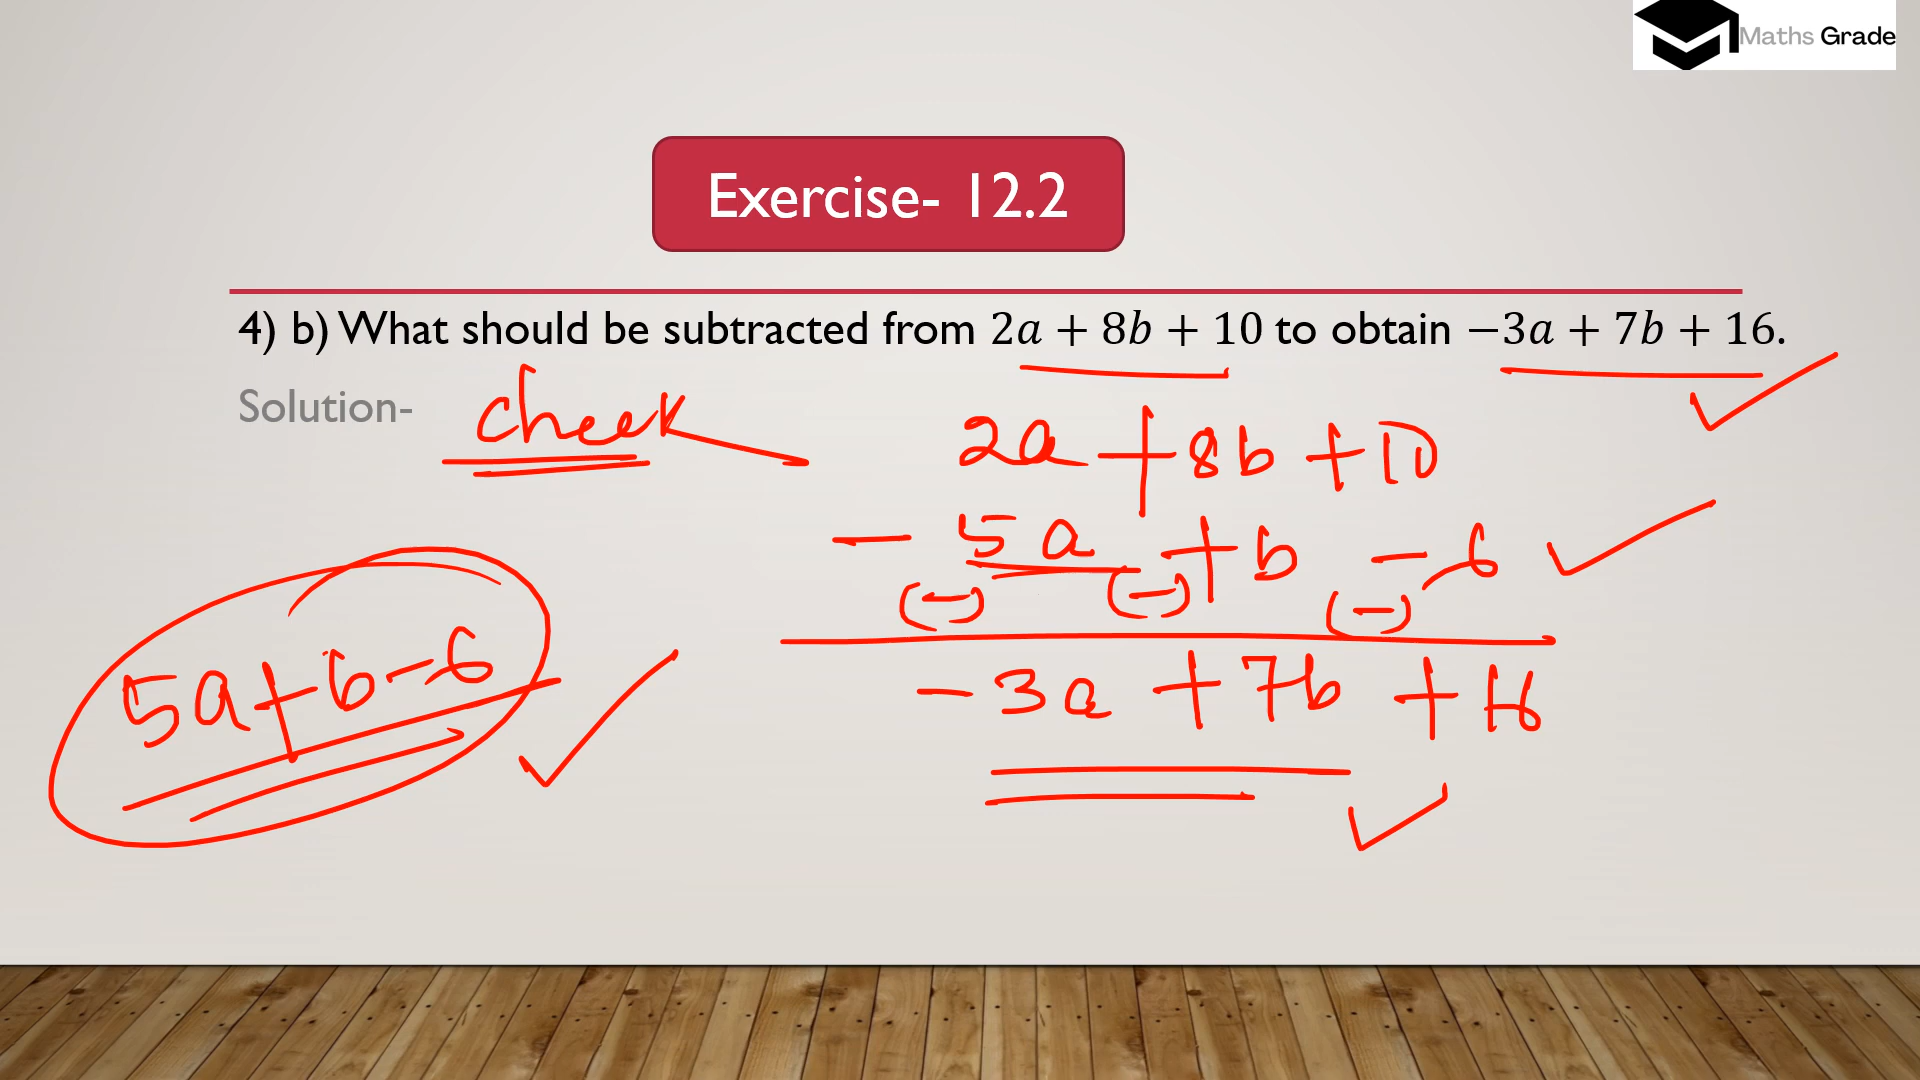 Maths Grade
Exercise- 12.2
4) b) What should be subtracted from 2a + 8b + 10 to obtain −3a + 7b + 16.
Solution-
check
2a + 8b + 10
− 5a + b − 6
(−) (−) (−)
5a + b − 6
− 3a + 7b + 16